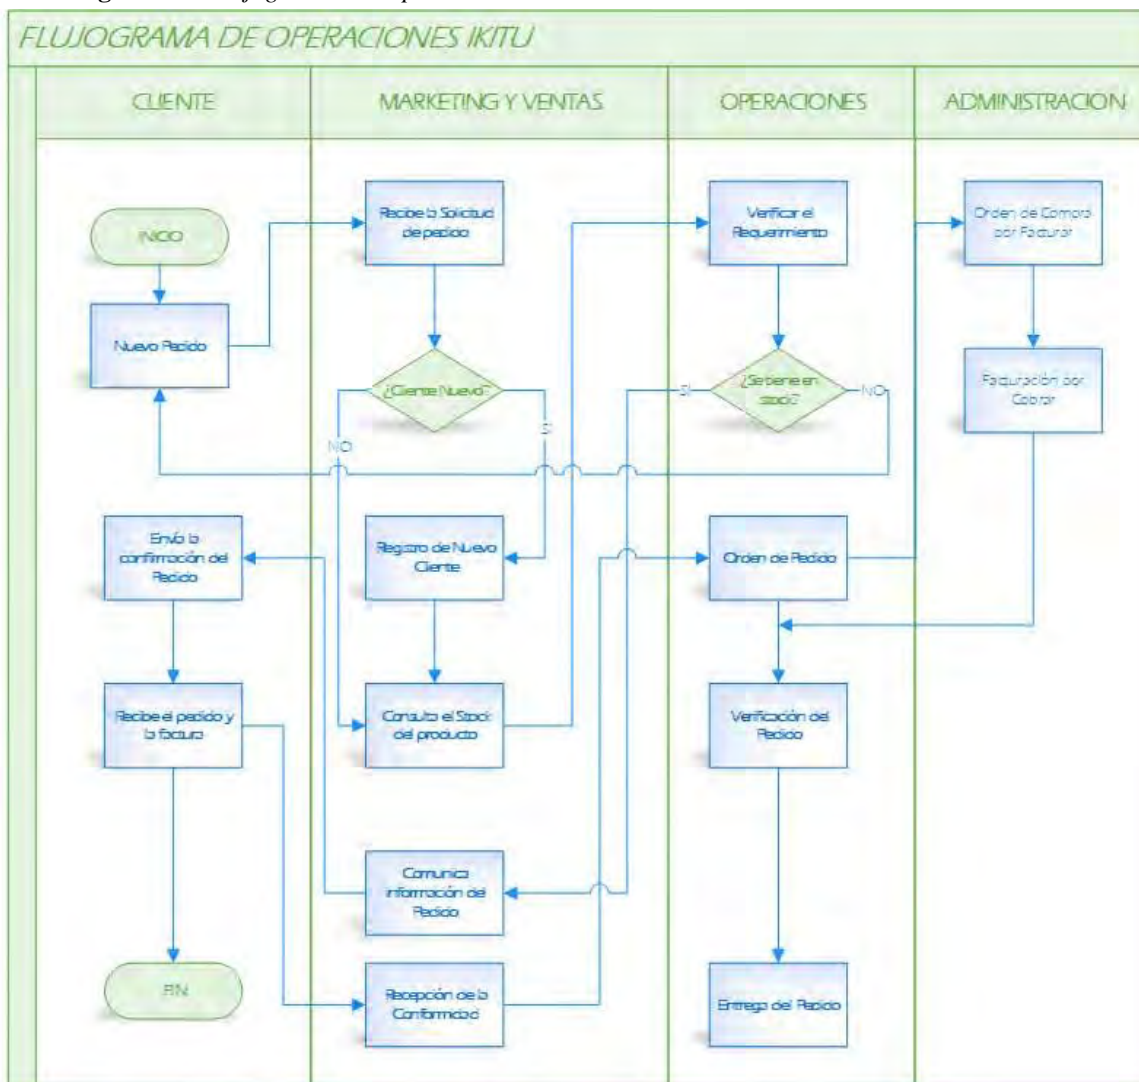 FLUJOGRAMA DE OPERACIONES IKITU
CLIENTE
MARKETING Y VENTAS
OPERACIONES
ADMINISTRACION
INICIO
Nuevo Pedido
Recibe la Solicitud
de pedido
¿Cliente Nuevo?
NO
SI
Verificar el
Requerimiento
¿Se tiene en
stock?
SI
NO
Orden de Compra
por Facturar
Facturación por
Cobrar
Envía la
confirmación del
Pedido
Registro de Nuevo
Cliente
Orden de Pedido
Recibe el pedido y
la factura
Consulta el Stock
del producto
Verificación del
Pedido
Comunica
información del
Pedido
FIN
Recepción de la
Conformidad
Entrega del Pedido